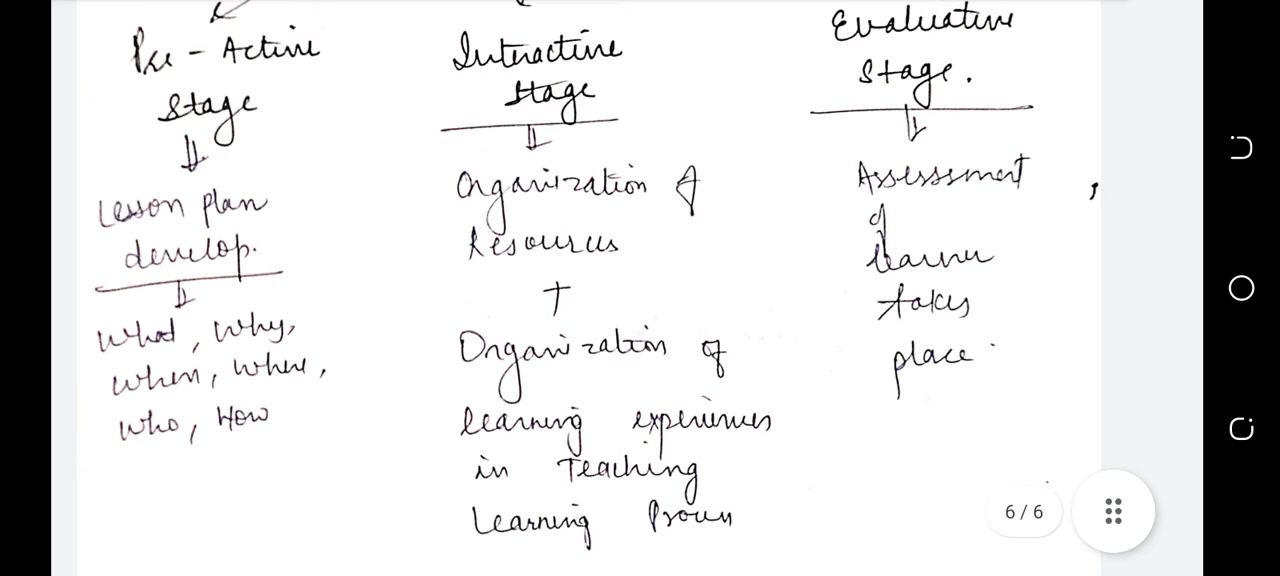 Pre - Active
Stage
Lesson plan
develop.
What, Why,
When, Where,
Who, How
Interactive
Stage
Organization of
Resources
+
Organization of
learning experiences
in Teaching
Learning Process
Evaluative
Stage.
Assesssment
of
learner
takes
place.
6 / 6